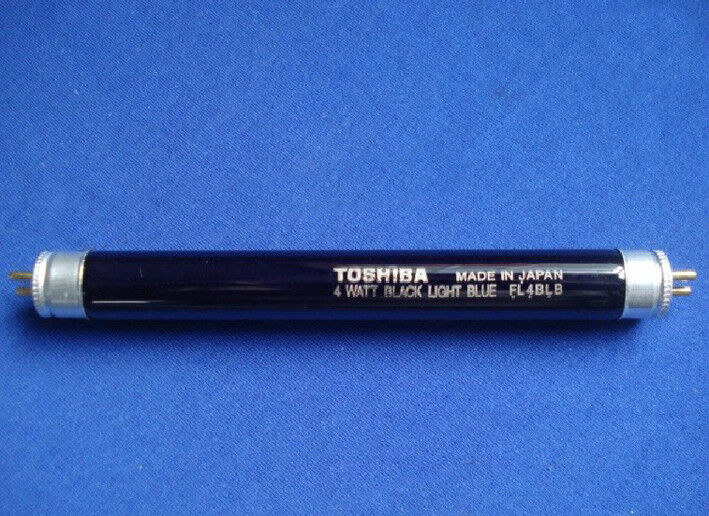 TOSHIBA MADE IN JAPAN
4 WATT BLACK LIGHT BLUE FL4BLB